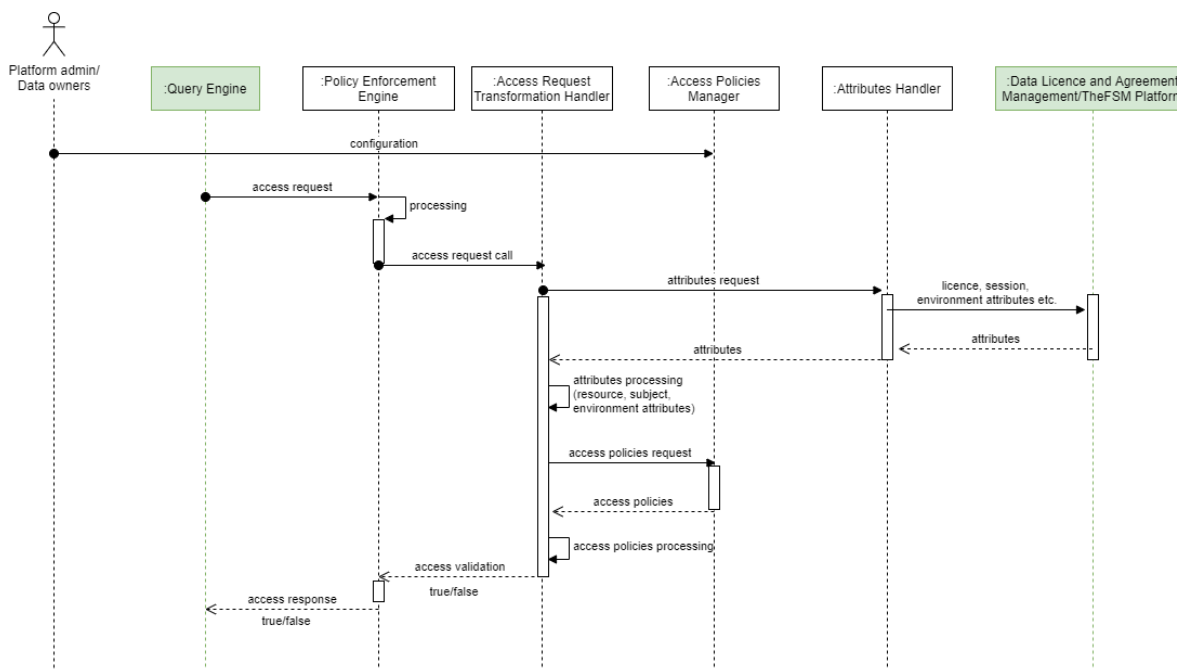 Platform admin/
Data owners
:Query Engine
:Policy Enforcement
Engine
:Access Request
Transformation Handler
:Access Policies
Manager
:Attributes Handler
:Data Licence and Agreement
Management/TheFSM Platform
configuration
access request
processing
access request call
attributes request
licence, session,
environment attributes etc.
attributes
attributes
attributes processing
(resource, subject,
environment attributes)
access policies request
access policies
access policies processing
access validation
true/false
access response
true/false